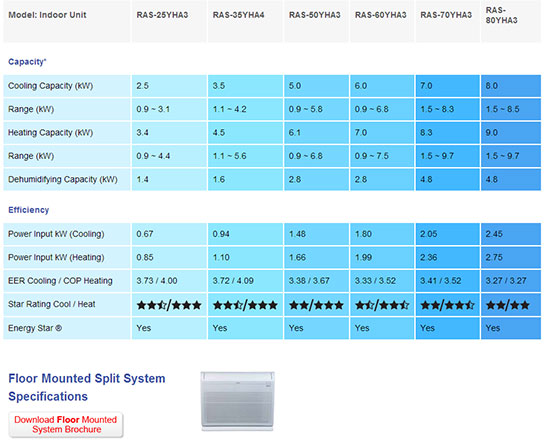 Model: Indoor Unit RAS-25YHA3 RAS-35YHA4 RAS-50YHA3 RAS-60YHA3 RAS-70YHA3 RAS-80YHA3
Capacity*
Cooling Capacity (kW) 2.5 3.5 5.0 6.0 7.0 8.0
Range (kW) 0.9 ~ 3.1 1.1 ~ 4.2 0.9 ~ 5.8 0.9 ~ 6.8 1.5 ~ 8.3 1.5 ~ 8.5
Heating Capacity (kW) 3.4 4.5 6.1 7.0 8.3 9.0
Range (kW) 0.9 ~ 4.4 1.1 ~ 5.6 0.9 ~ 6.8 0.9 ~ 7.5 1.5 ~ 9.7 1.5 ~ 9.7
Dehumidifying Capacity (kW) 1.4 1.6 2.8 2.8 4.8 4.8
Efficiency
Power Input kW (Cooling) 0.67 0.94 1.48 1.80 2.05 2.45
Power Input kW (Heating) 0.85 1.10 1.66 1.99 2.36 2.75
EER Cooling / COP Heating 3.73 / 4.00 3.72 / 4.09 3.38 / 3.67 3.33 / 3.52 3.41 / 3.52 3.27 / 3.27
Star Rating Cool / Heat
Energy Star ® Yes Yes Yes Yes Yes Yes
Floor Mounted Split System
Specifications
Download Floor Mounted
System Brochure